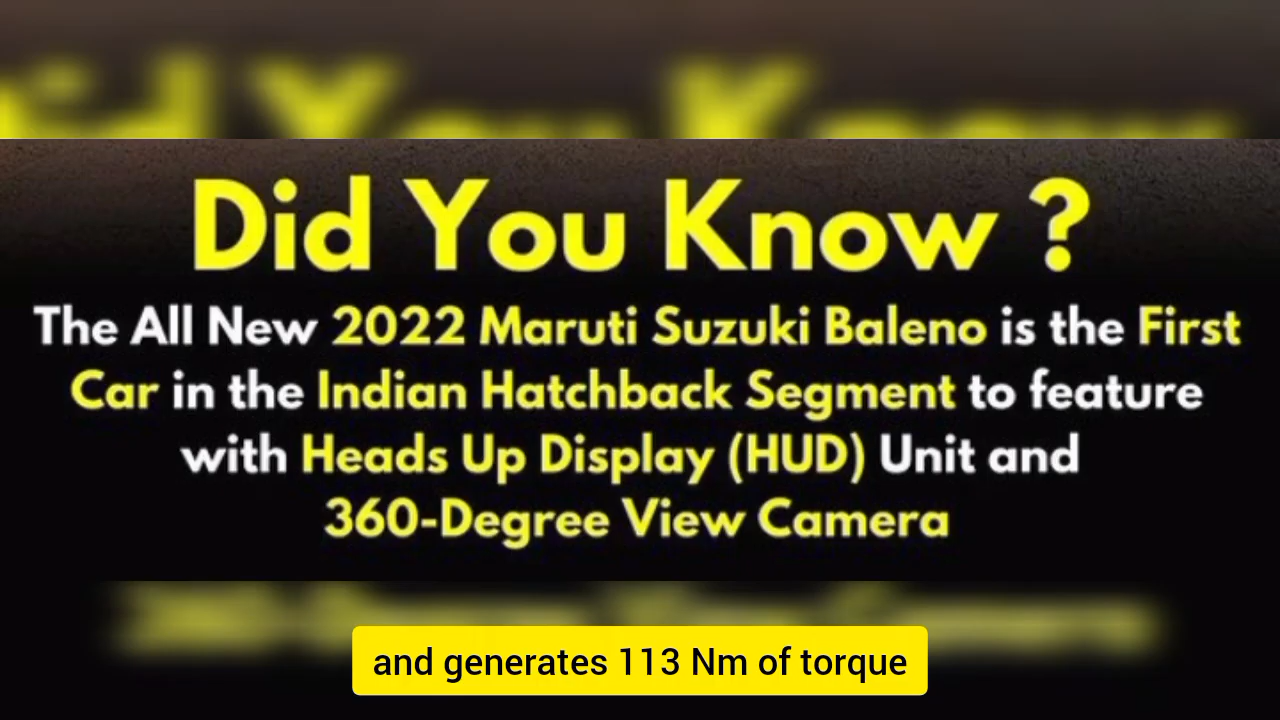 Did You Know ?
The All New 2022 Maruti Suzuki Baleno is the First
Car in the Indian Hatchback Segment to feature
with Heads Up Display (HUD) Unit and
360-Degree View Camera
and generates 113 Nm of torque